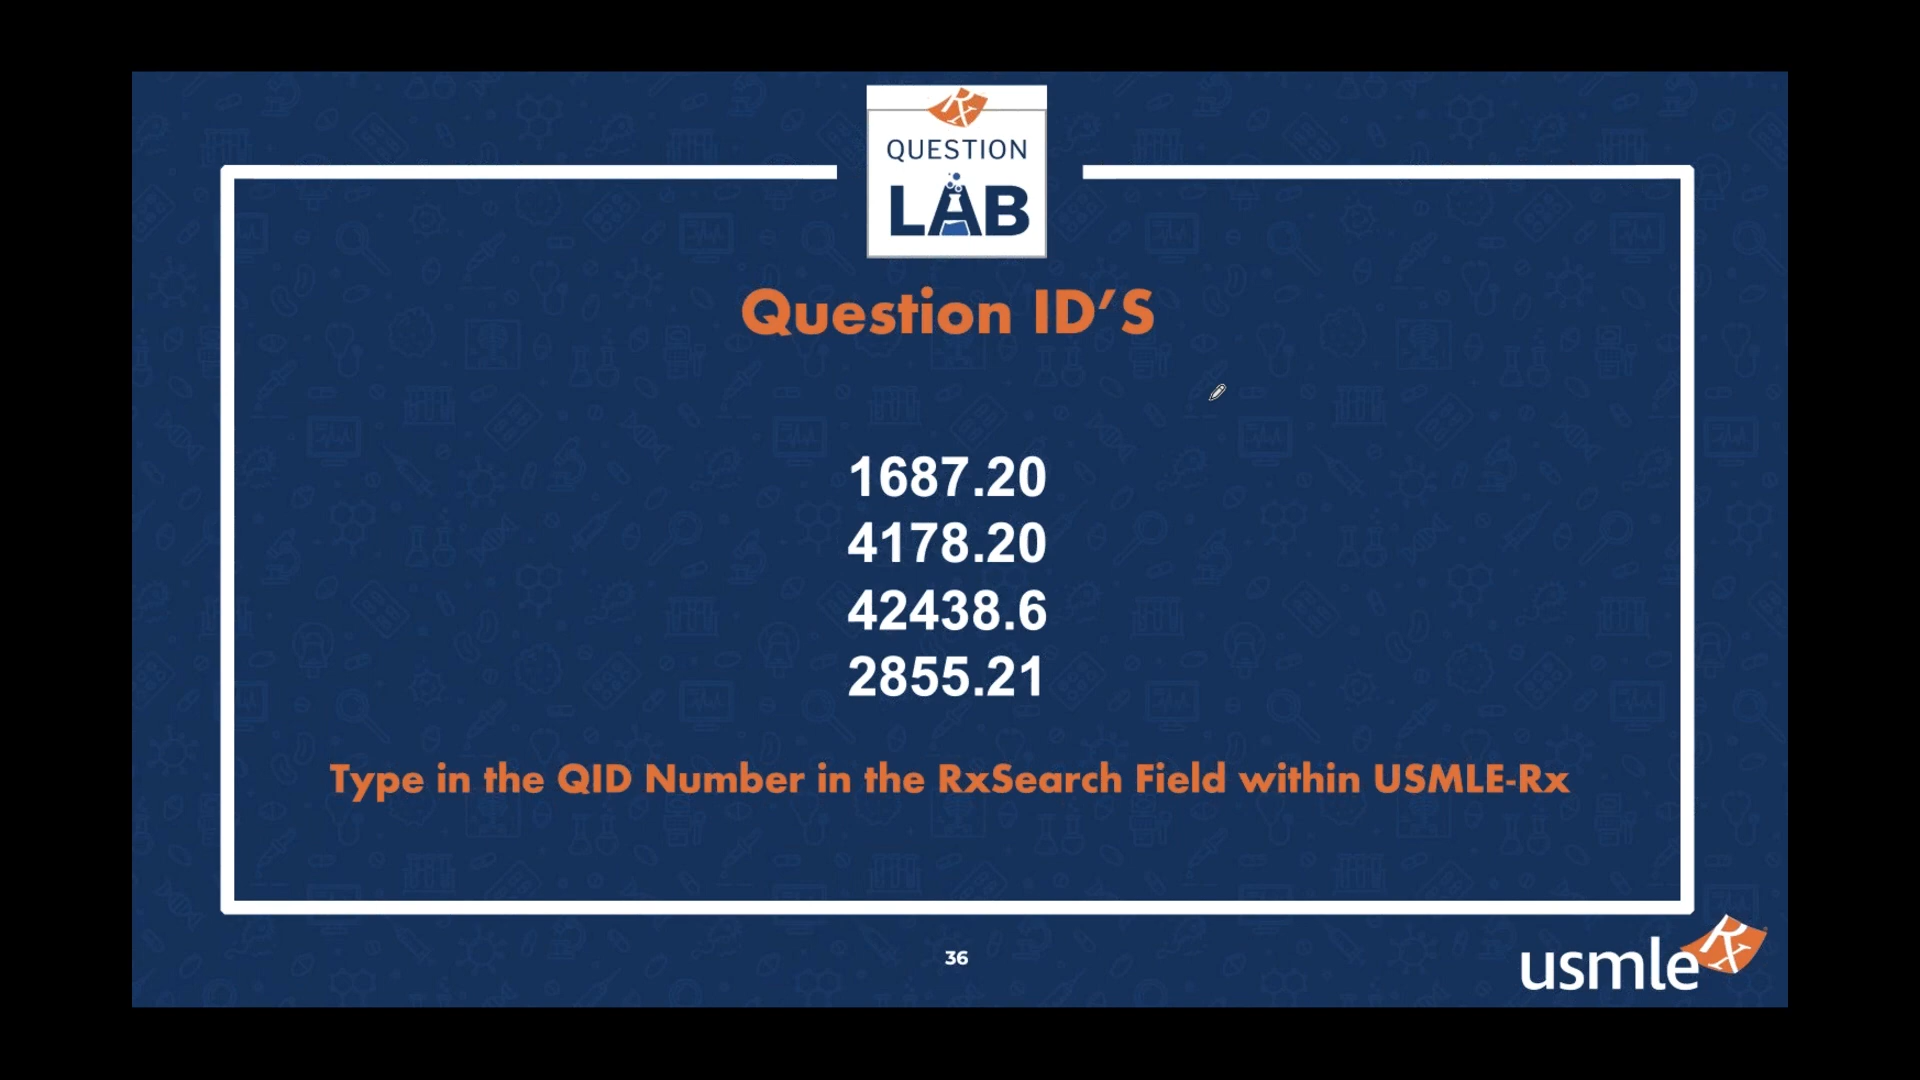 Rx
QUESTION
LAB
Question ID’S
1687.20
4178.20
42438.6
2855.21
Type in the QID Number in the RxSearch Field within USMLE-Rx
36
usmle Rx